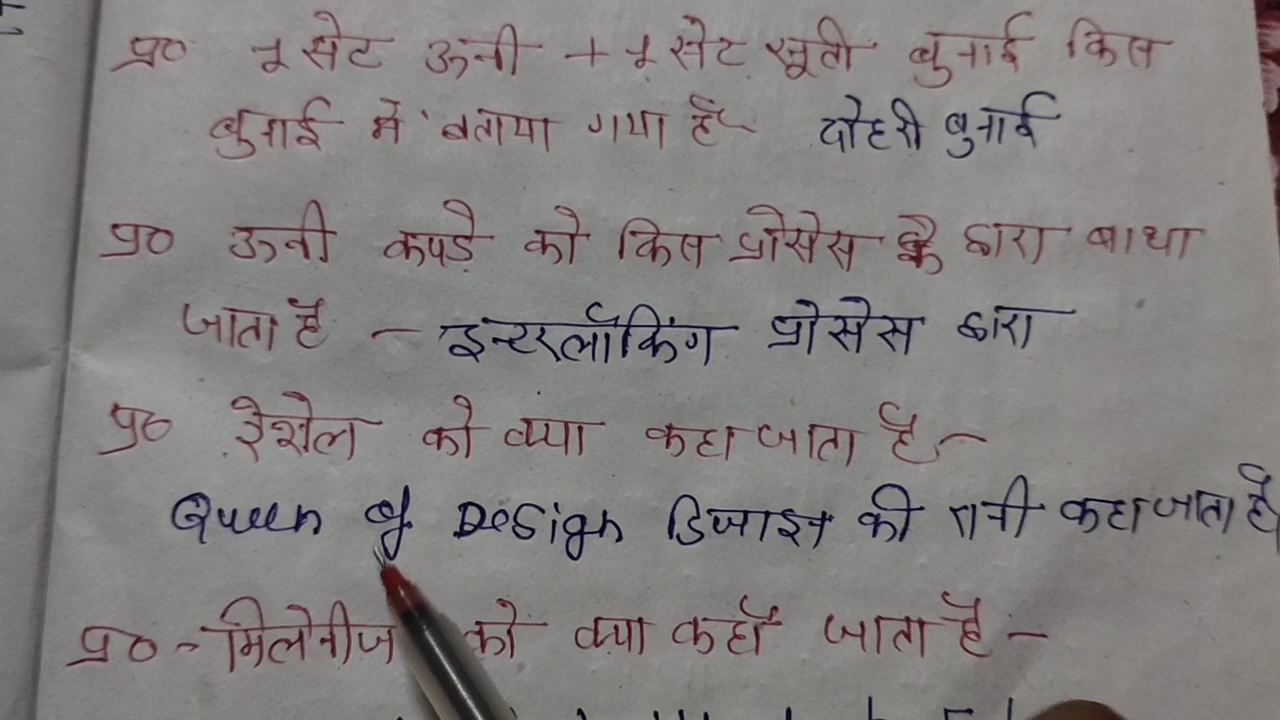 प्र० 1 सेट ऊनी + 1 सेट सूती बुनाई किस
बुनाई में बताया गया है - दोहरी बुनाई
प्र० ऊनी कपडे को किस प्रोसेस के द्वारा बाधा
जाता है - इन्टरलॉकिंग प्रोसेस द्वारा
प्र० रेशेल को क्या कहा जाता है -
Queen of Design डिजाइन की रानी कहा जाता है
प्र० - मिलेनीज को क्या कहाँ जाता है -